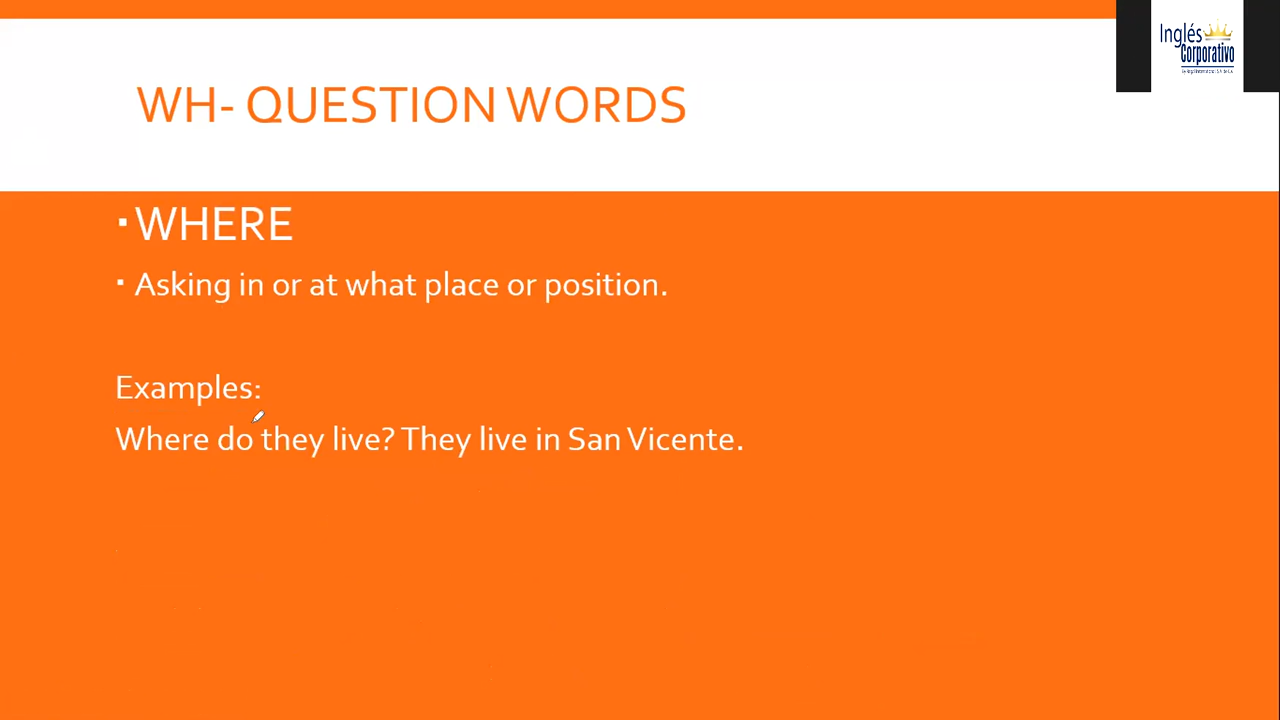 Inglés
Corporativo
WH- QUESTION WORDS
▪ WHERE
▪ Asking in or at what place or position.
Examples:
Where do they live? They live in San Vicente.